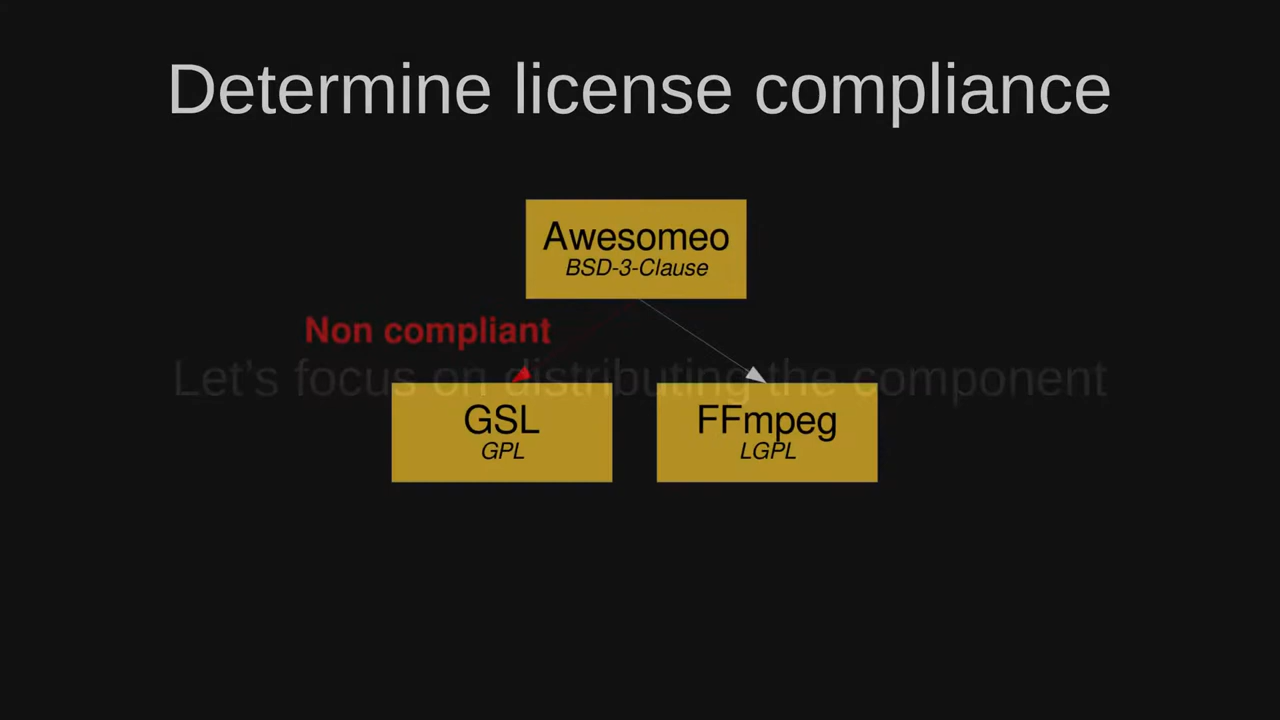 Determine license compliance
Awesomeo
BSD-3-Clause
Non compliant
Let's focus on distributing the component
GSL
GPL
FFmpeg
LGPL